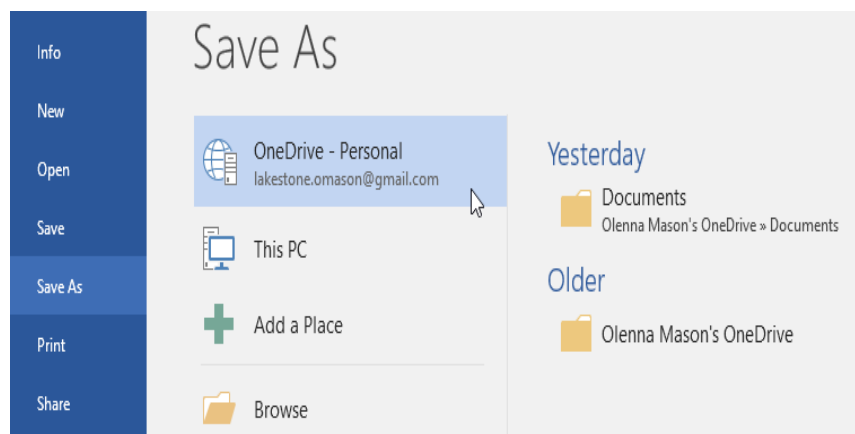 Info
New
Open
Save
Save As
Print
Share
Save As
OneDrive - Personal
lakestone.omason@gmail.com
This PC
Add a Place
Browse
Yesterday
Documents
Olenna Mason's OneDrive » Documents
Older
Olenna Mason's OneDrive